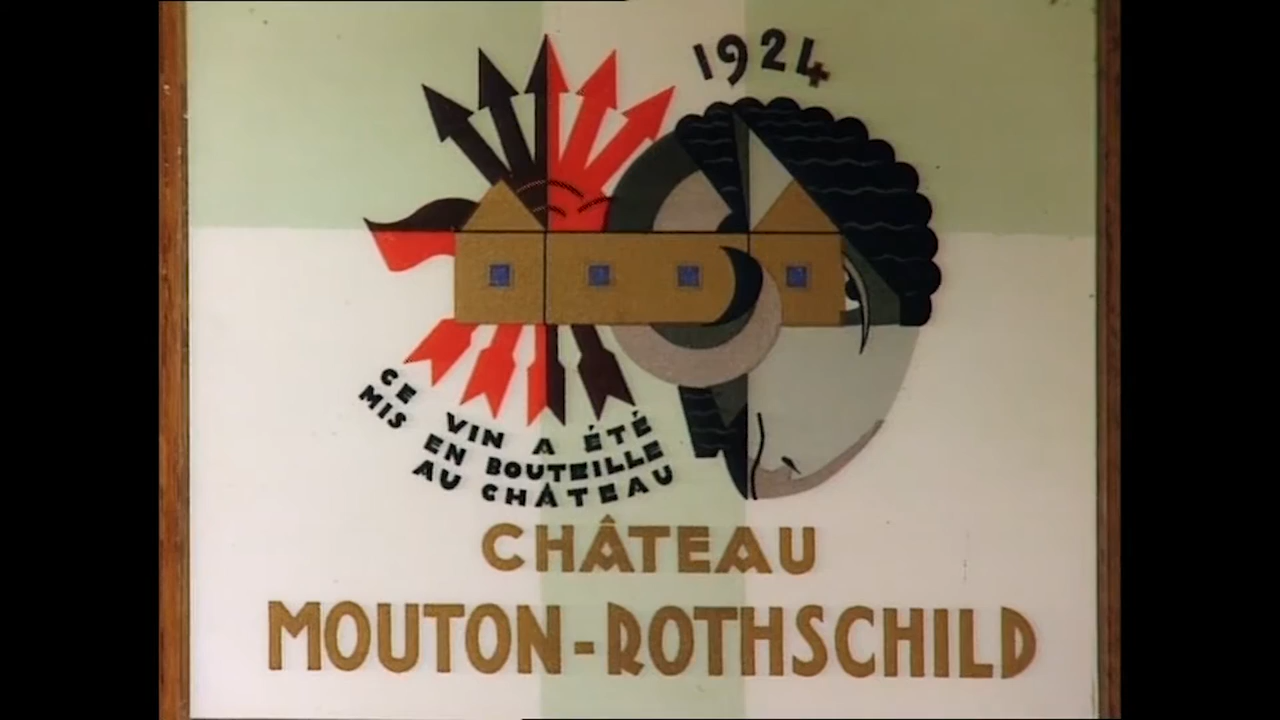 1924
CE VIN A ÉTÉ
MIS EN BOUTEILLE
AU CHÂTEAU
CHÂTEAU
MOUTON-ROTHSCHILD